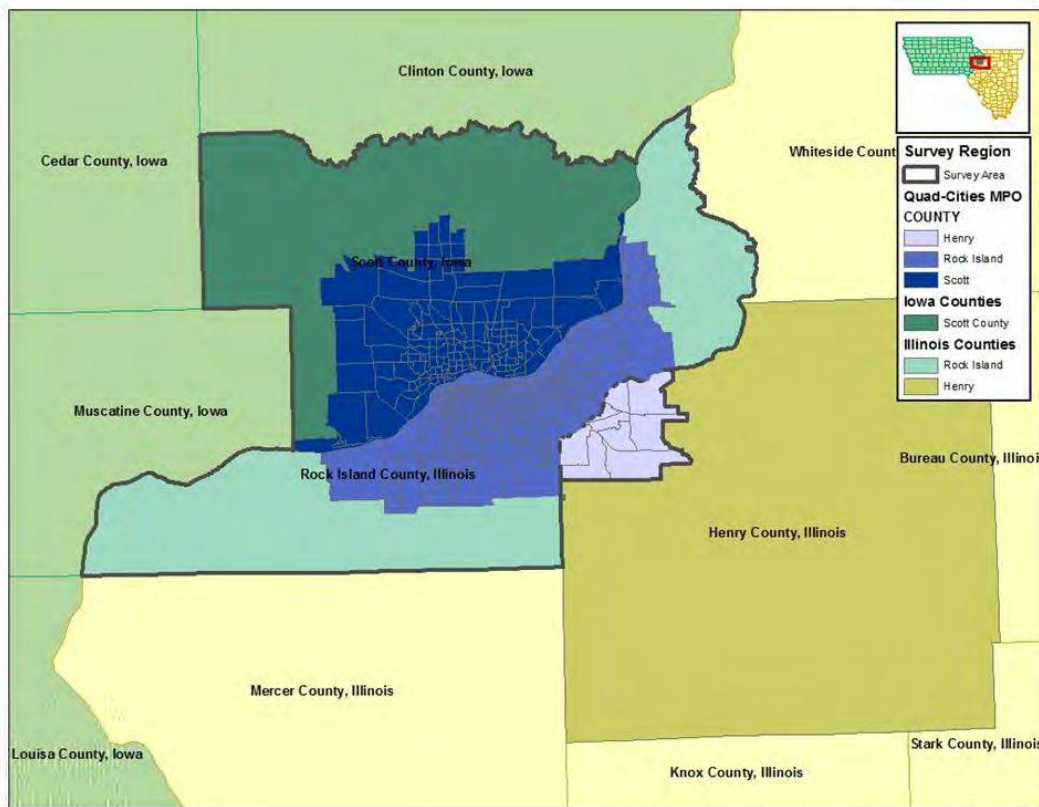 Clinton County, Iowa
Cedar County, Iowa
Whiteside Count
Scott County, Iowa
Muscatine County, Iowa
Rock Island County, Illinois
Bureau County, Illinois
Henry County, Illinois
Mercer County, Illinois
Louisa County, Iowa
Stark County, Illinois
Knox County, Illinois
Survey Region
Survey Area
Quad-Cities MPO
COUNTY
Henry
Rock Island
Scott
Iowa Counties
Scott County
Illinois Counties
Rock Island
Henry